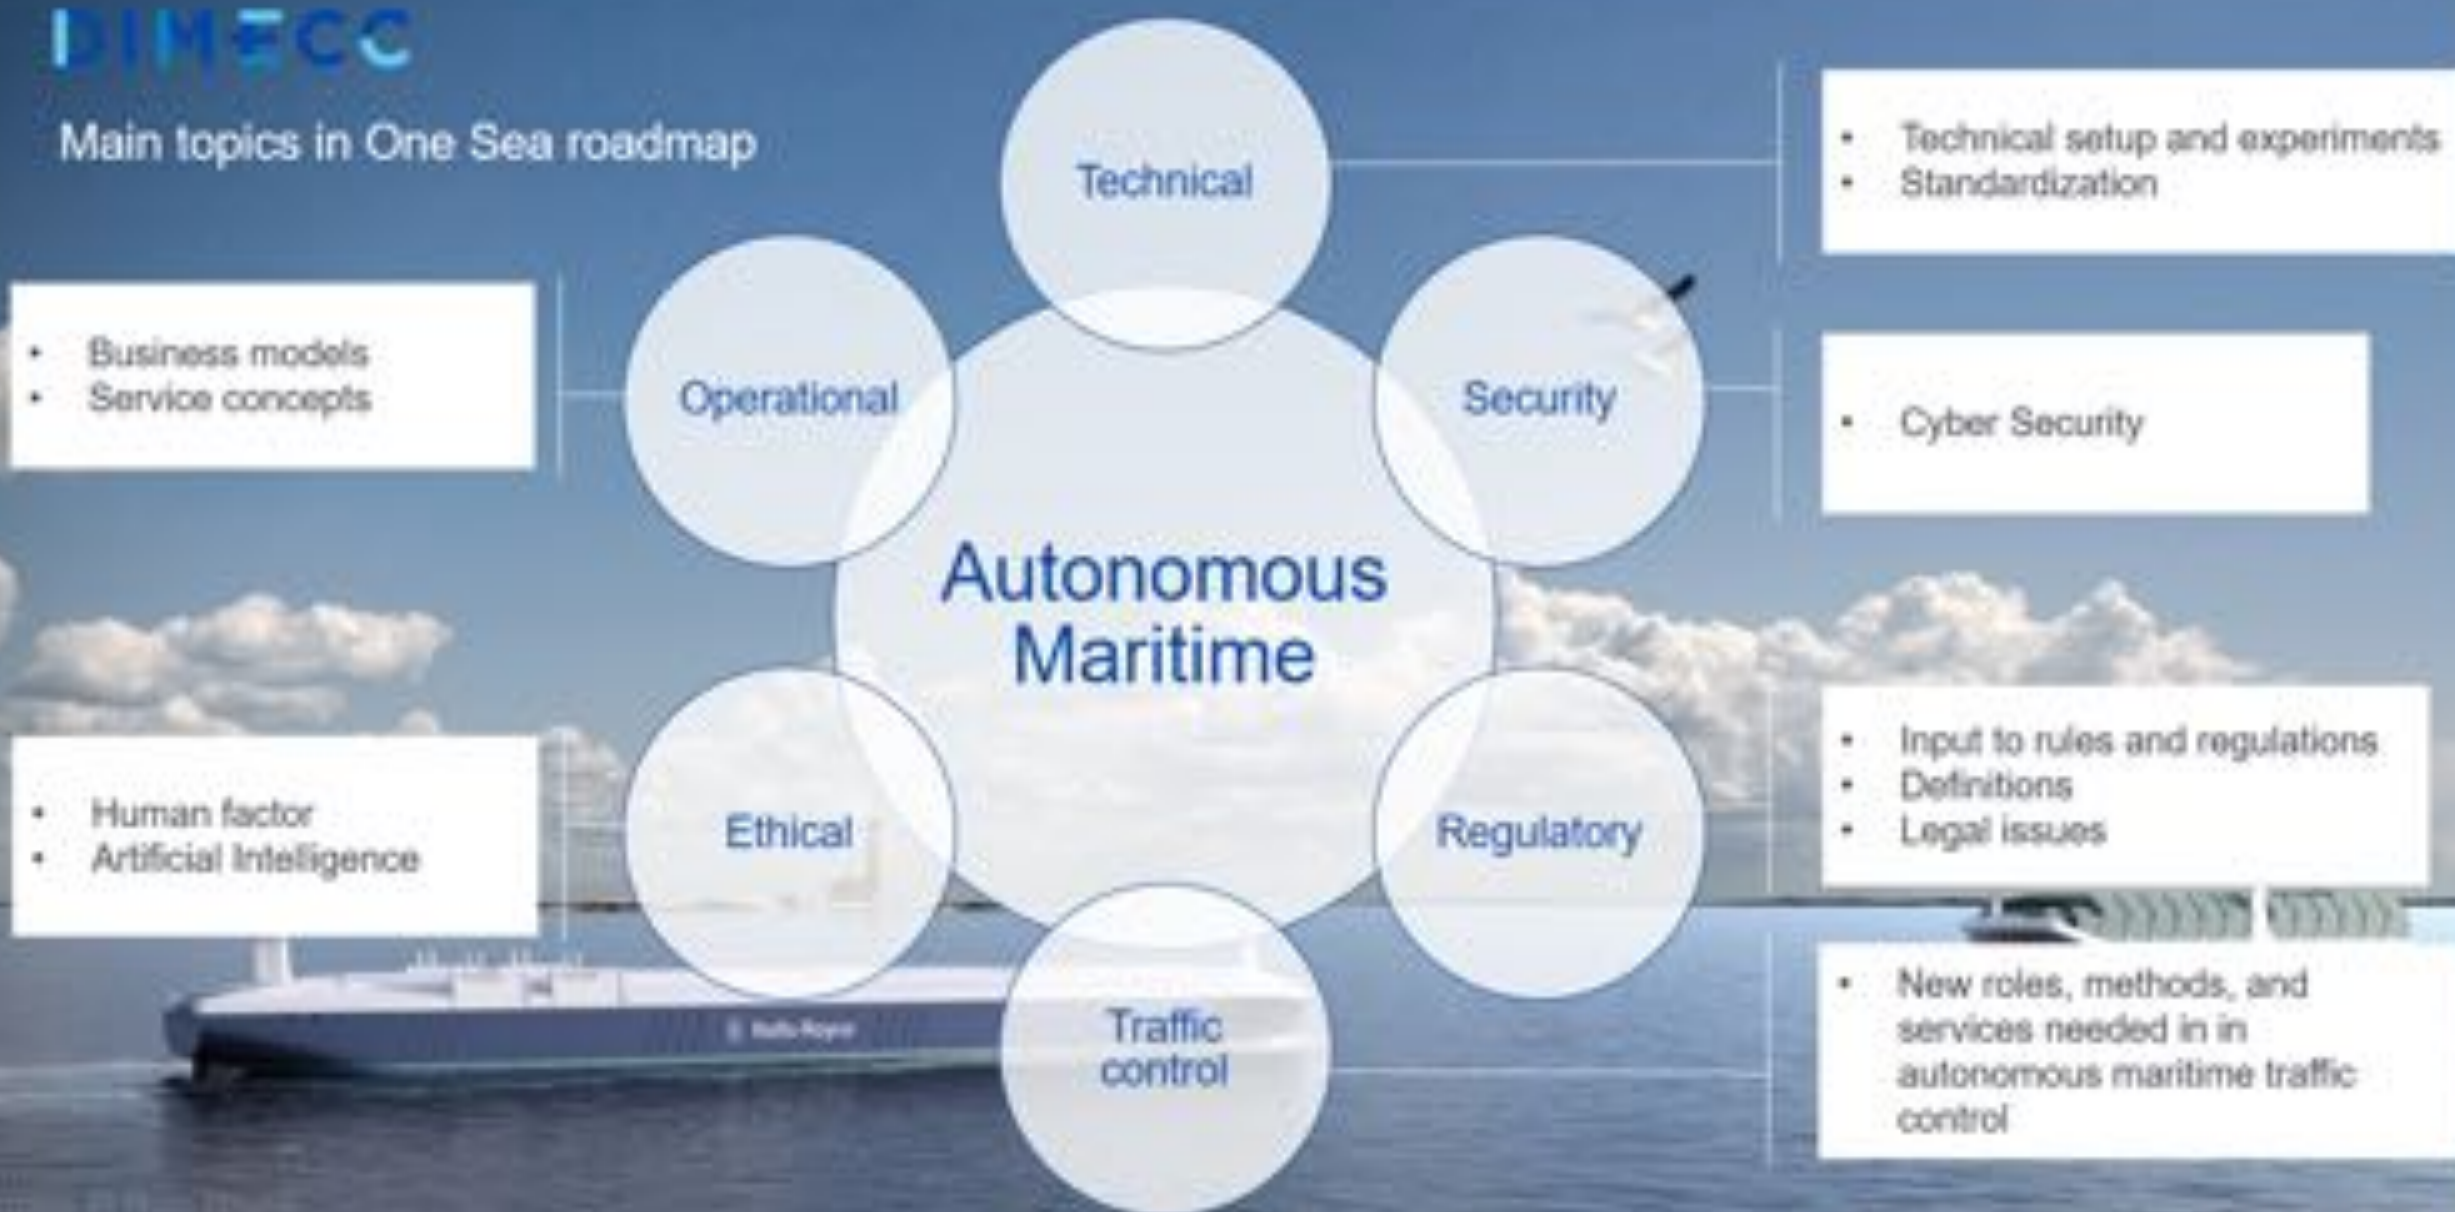 DIMECC
Main topics in One Sea roadmap
Technical
• Technical setup and experiments
• Standardization
Operational
• Business models
• Service concepts
Security
• Cyber Security
Autonomous
Maritime
Ethical
• Human factor
• Artificial Intelligence
Regulatory
• Input to rules and regulations
• Definitions
• Legal issues
Traffic
control
• New roles, methods, and
services needed in in
autonomous maritime traffic
control
Rolls-Royce